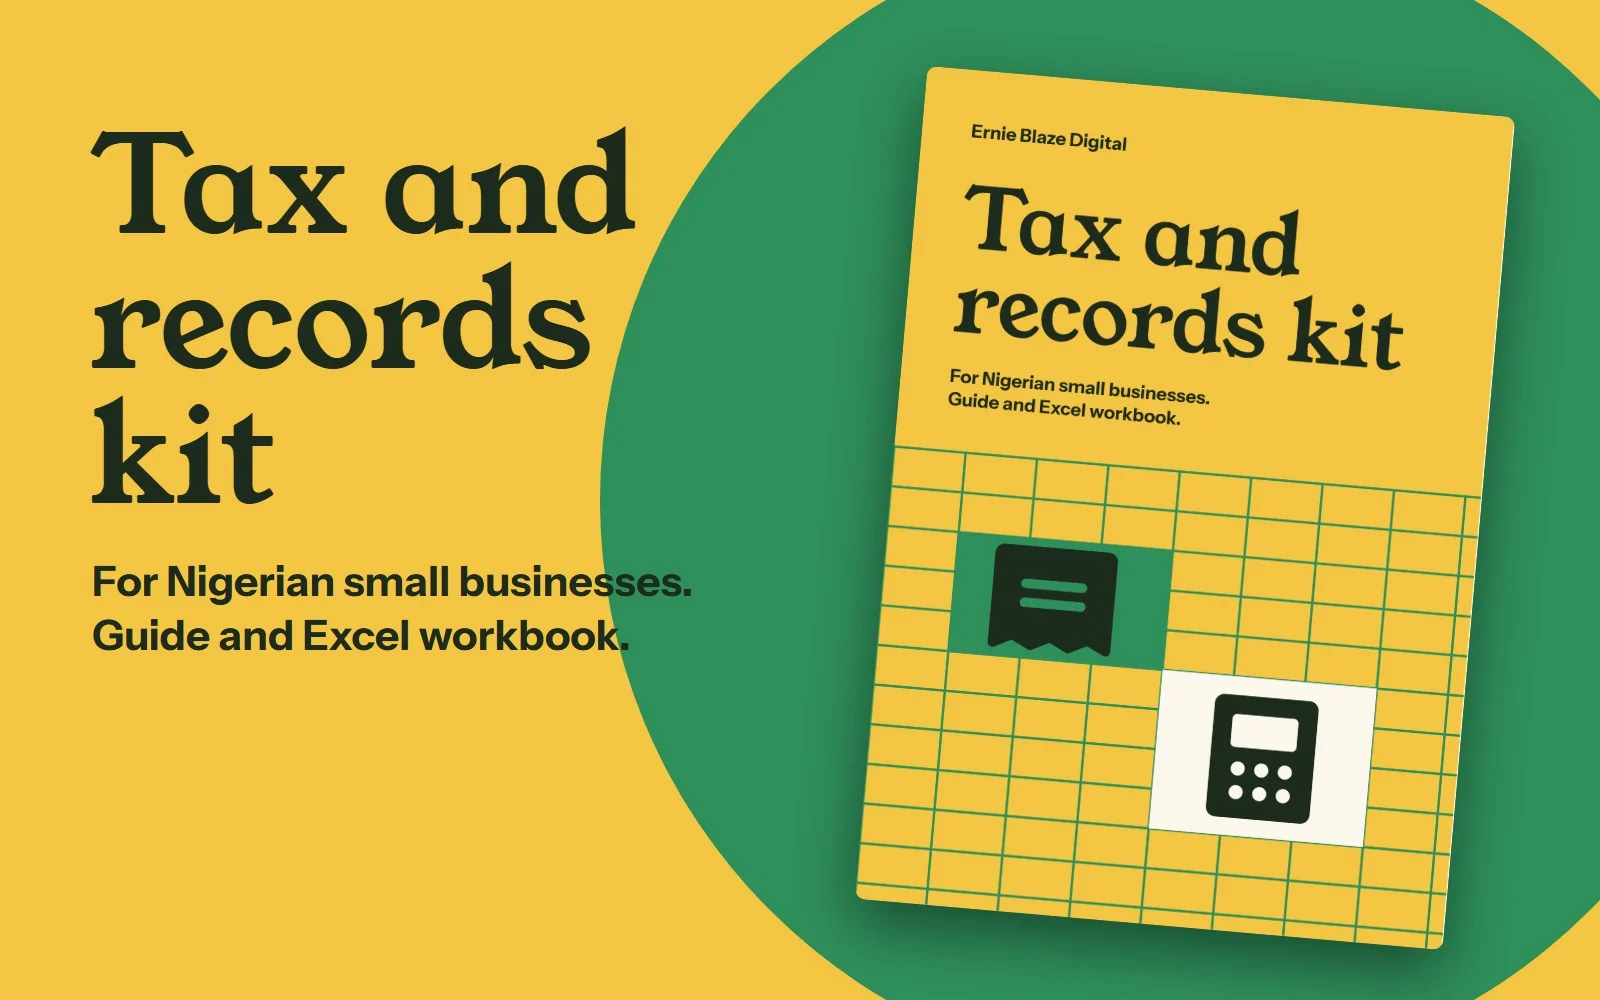 Tax and
records
kit
For Nigerian small businesses.
Guide and Excel workbook.
Ernie Blaze Digital
Tax and
records kit
For Nigerian small businesses.
Guide and Excel workbook.